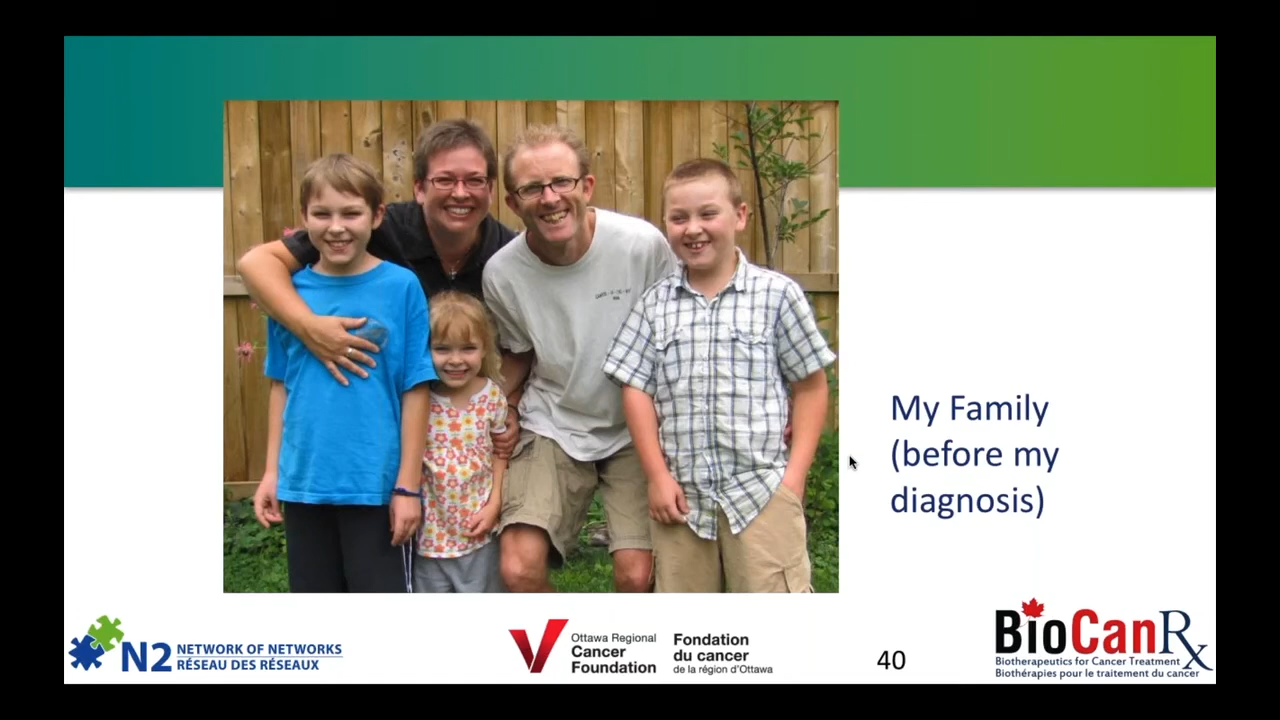 My Family
(before my
diagnosis)
N2 NETWORK OF NETWORKS
RÉSEAU DES RÉSEAUX
Ottawa Regional
Cancer
Foundation
Fondation
du cancer
de la région d'Ottawa
40
BioCanRx
Biotherapeutics for Cancer Treatment
Biothérapies pour le traitement du cancer